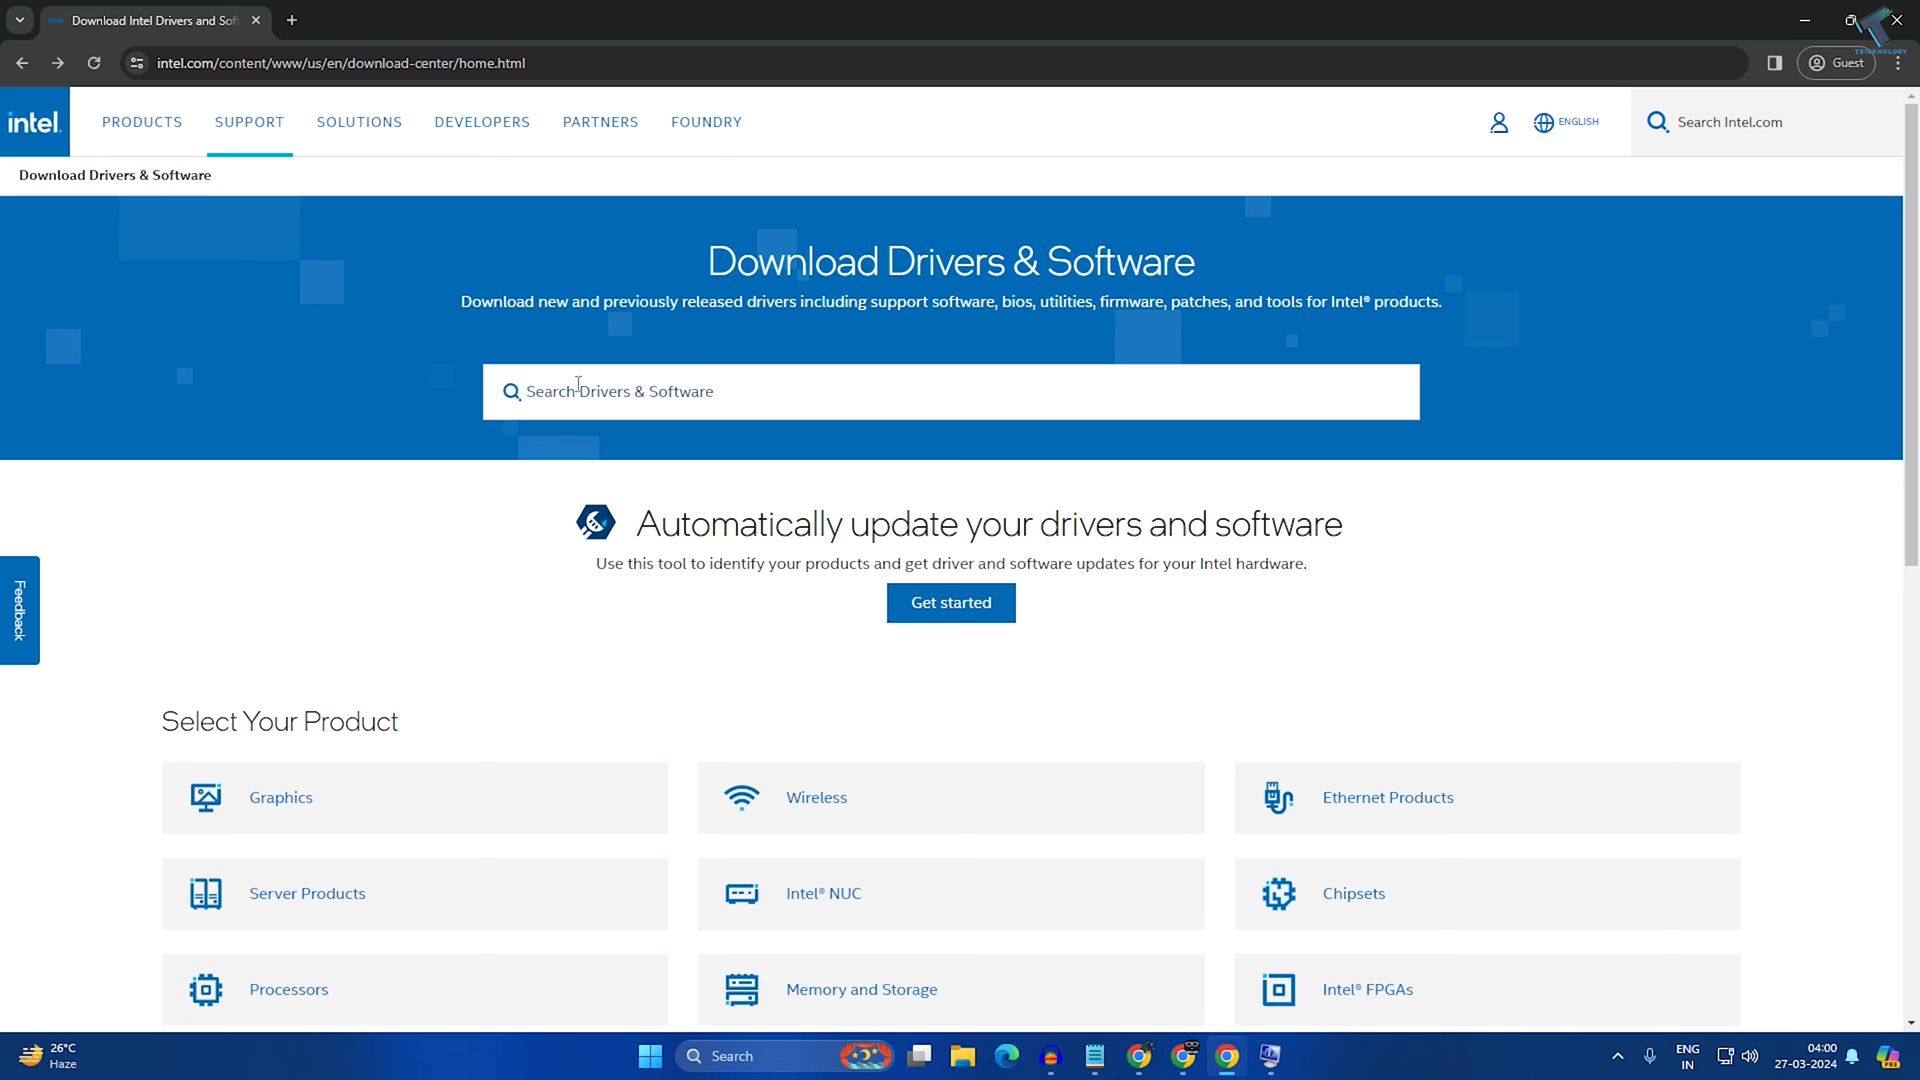 Download Intel Drivers and Sof
TRICKNOLOGY
intel.com/content/www/us/en/download-center/home.html
Guest
intel.
PRODUCTS
SUPPORT
SOLUTIONS
DEVELOPERS
PARTNERS
FOUNDRY
ENGLISH
Search Intel.com
Download Drivers & Software
Download Drivers & Software
Download new and previously released drivers including support software, bios, utilities, firmware, patches, and tools for Intel® products.
Search Drivers & Software
Automatically update your drivers and software
Use this tool to identify your products and get driver and software updates for your Intel hardware.
Get started
Feedback
Select Your Product
Graphics
Wireless
Ethernet Products
Server Products
Intel® NUC
Chipsets
Processors
Memory and Storage
Intel® FPGAs
26°C
Haze
Search
ENG
IN
04:00
27-03-2024
PRE